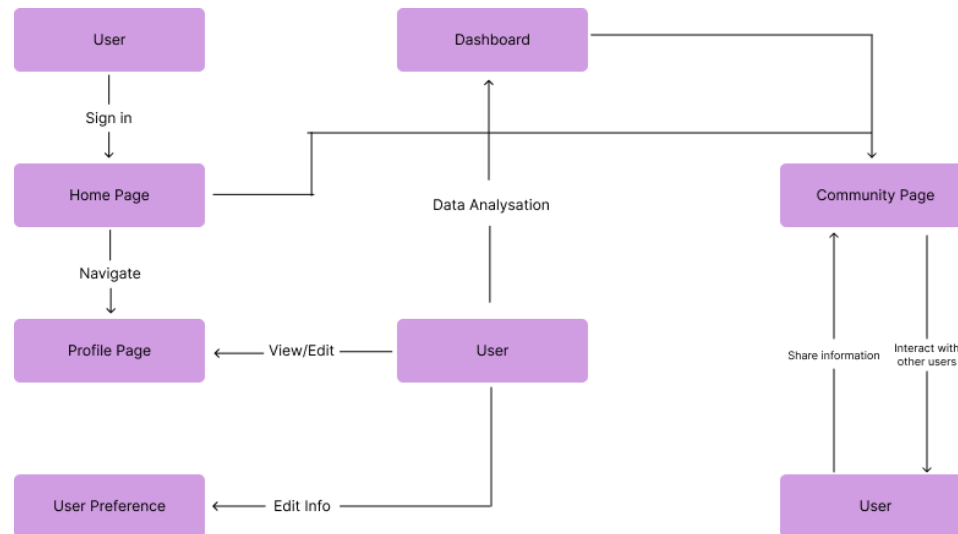 User
Dashboard
Sign in
Home Page
Data Analysation
Community Page
Navigate
Profile Page
View/Edit
User
Share information
Interact with
other users
User Preference
Edit Info
User